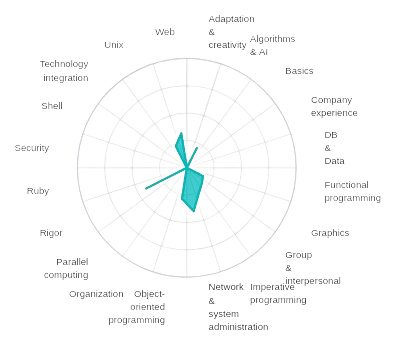 Adaptation
&
creativity
Algorithms
& AI
Basics
Company
experience
DB
&
Data
Functional
programming
Graphics
Group
&
interpersonal
Imperative
programming
Network
&
system
administration
Object-
oriented
programming
Organization
Parallel
computing
Rigor
Ruby
Security
Shell
Technology
integration
Unix
Web